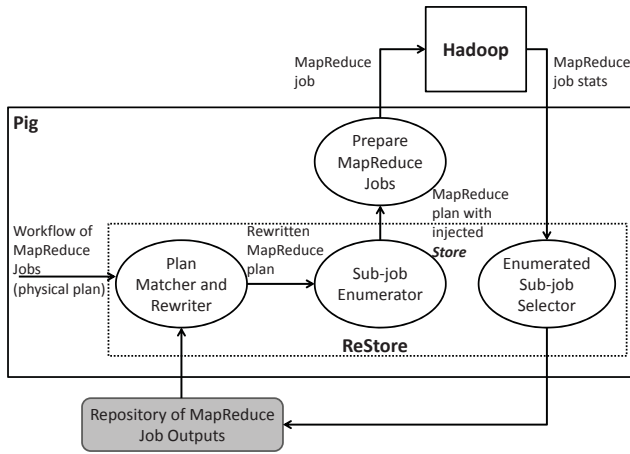 MapReduce
job
Hadoop
MapReduce
job stats
Pig
Prepare
MapReduce
Jobs
MapReduce
plan with
injected
Store
Workflow of
MapReduce
Jobs
(physical plan)
Rewritten
MapReduce
plan
Plan
Matcher and
Rewriter
Sub-job
Enumerator
Enumerated
Sub-job
Selector
ReStore
Repository of MapReduce
Job Outputs